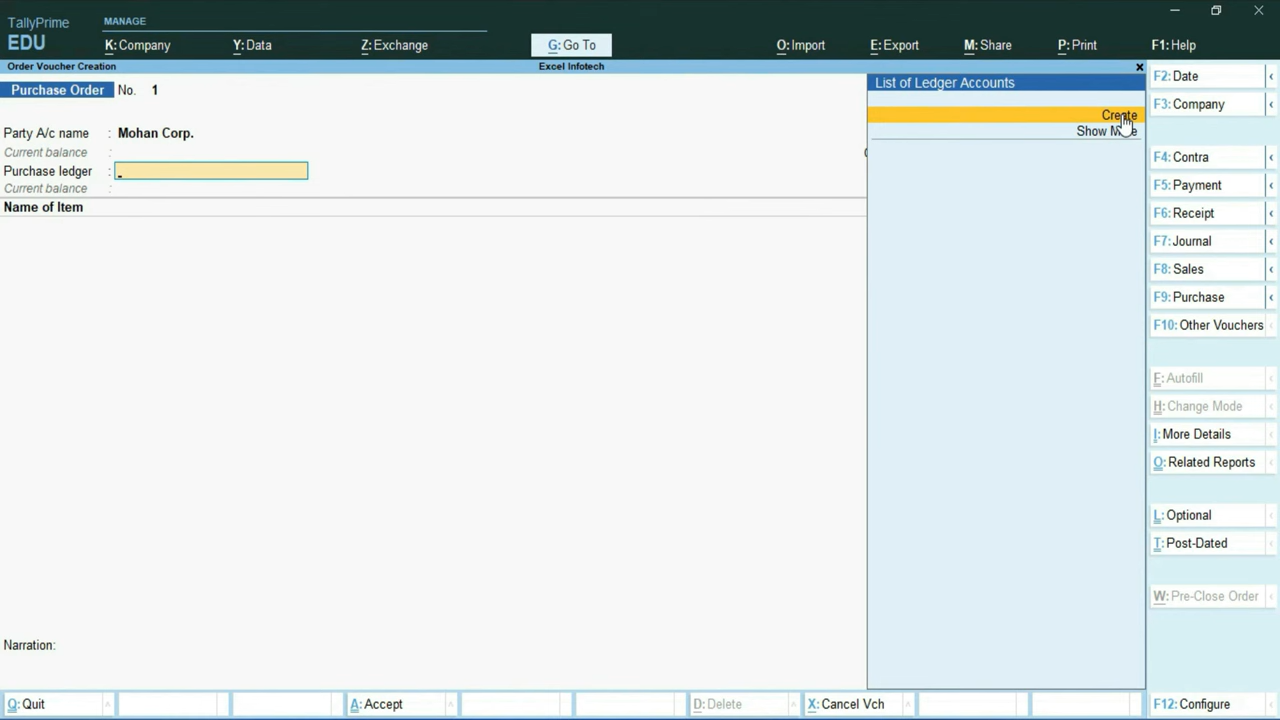 TallyPrime
EDU
MANAGE
K: Company
Y: Data
Z: Exchange
G: Go To
O: Import
E: Export
M: Share
P: Print
F1: Help
Order Voucher Creation
Excel Infotech
Purchase Order No. 1
Party A/c name : Mohan Corp.
Current balance :
Purchase ledger :
Current balance :
Name of Item
Narration:
List of Ledger Accounts
Create
Show
F2: Date
F3: Company
F4: Contra
F5: Payment
F6: Receipt
F7: Journal
F8: Sales
F9: Purchase
F10: Other Vouchers
F: Autofill
H: Change Mode
I: More Details
O: Related Reports
L: Optional
T: Post-Dated
W: Pre-Close Order
Q: Quit
A: Accept
D: Delete
X: Cancel Vch
F12: Configure